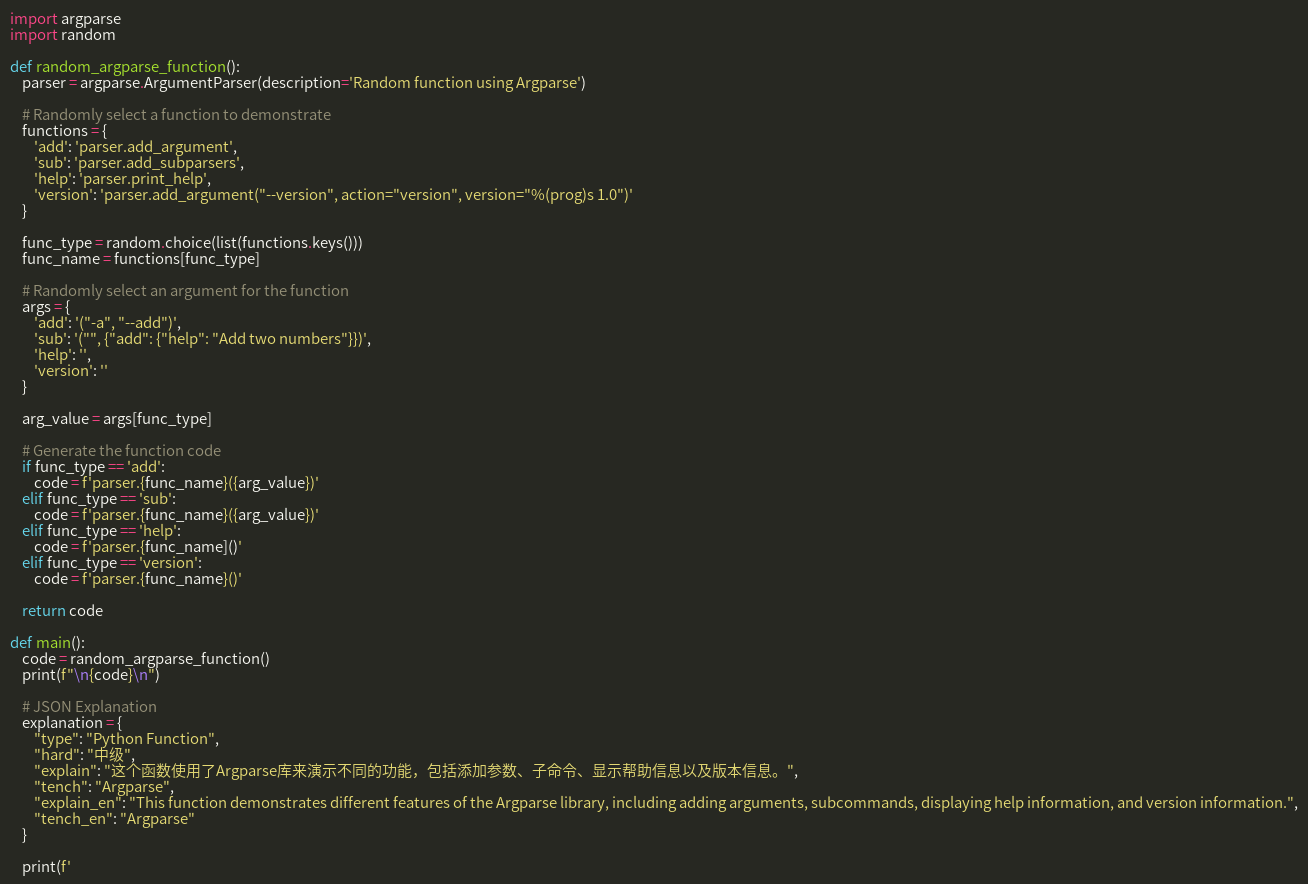 import argparse
import random
def random_argparse_function():
parser = argparse.ArgumentParser(description='Random function using Argparse')
# Randomly select a function to demonstrate
functions = {
'add': 'parser.add_argument',
'sub': 'parser.add_subparsers',
'help': 'parser.print_help',
'version': 'parser.add_argument("--version", action="version", version="%(prog)s 1.0")'
}
func_type = random.choice(list(functions.keys()))
func_name = functions[func_type]
# Randomly select an argument for the function
args = {
'add': '("-a", "--add")',
'sub': '("", {"add": {"help": "Add two numbers"}})',
'help': '',
'version': ''
}
arg_value = args[func_type]
# Generate the function code
if func_type == 'add':
code = f'parser.{func_name}({arg_value})'
elif func_type == 'sub':
code = f'parser.{func_name}({arg_value})'
elif func_type == 'help':
code = f'parser.{func_name]()'
elif func_type == 'version':
code = f'parser.{func_name}()'
return code
def main():
code = random_argparse_function()
print(f"\n{code}\n")
# JSON Explanation
explanation = {
"type": "Python Function",
"hard": "中级",
"explain": "这个函数使用了Argparse库来演示不同的功能，包括添加参数、子命令、显示帮助信息以及版本信息。",
"tench": "Argparse",
"explain_en": "This function demonstrates different features of the Argparse library, including adding arguments, subcommands, displaying help information, and version information.",
"tench_en": "Argparse"
}
print(f'